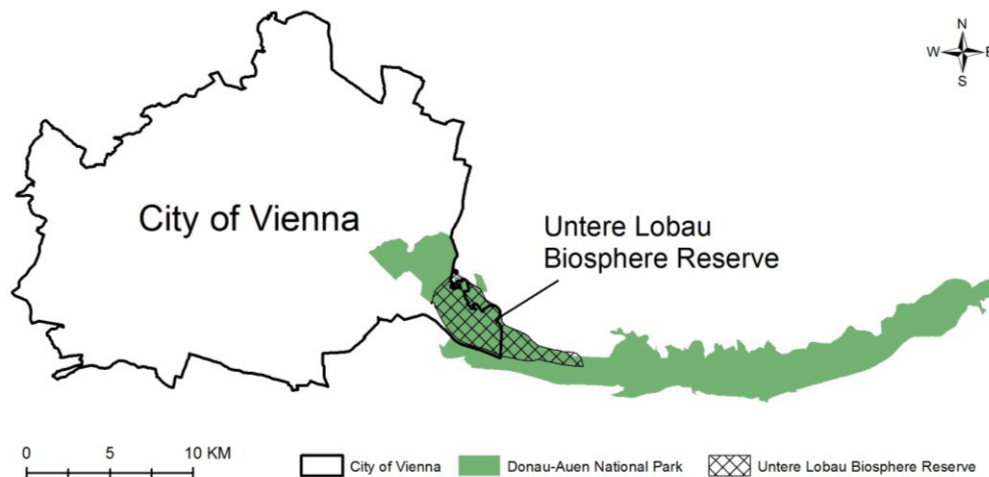 N
W E
S
City of Vienna
Untere Lobau
Biosphere Reserve
0 5 10 KM
City of Vienna
Donau-Auen National Park
Untere Lobau Biosphere Reserve